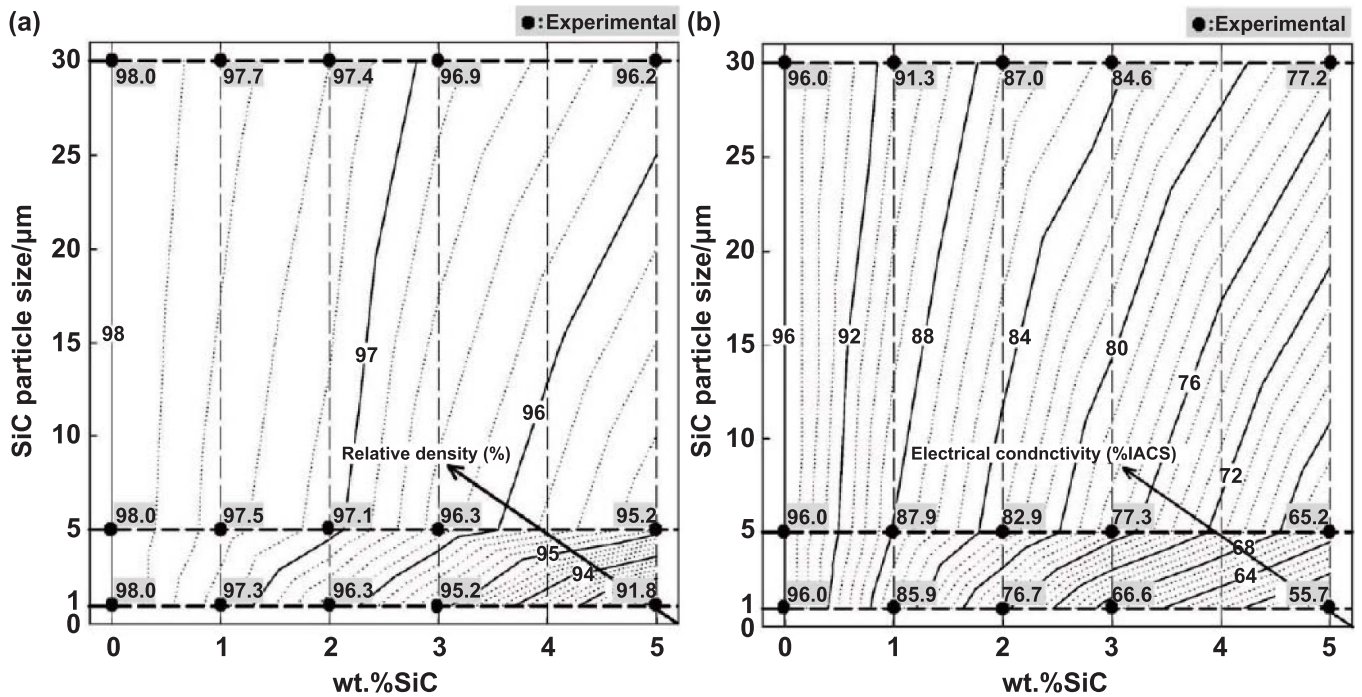 (a)
●:Experimental
30
98.0 97.7 97.4 96.9 96.2
25
20
98
97
15
96
10
Relative density (%)
98.0 97.5 97.1 96.3 95.2
5
95
94
98.0 97.3 96.3 95.2 91.8
1
0
0 1 2 3 4 5
wt.%SiC
SiC particle size/μm
(b)
●:Experimental
30
96.0 91.3 87.0 84.6 77.2
25
20
96 92 88 84 80
15
76
10
Electrical condnctivity (%IACS)
72
96.0 87.9 82.9 77.3 65.2
5
68
64
96.0 85.9 76.7 66.6 55.7
1
0
0 1 2 3 4 5
wt.%SiC
SiC particle size/μm